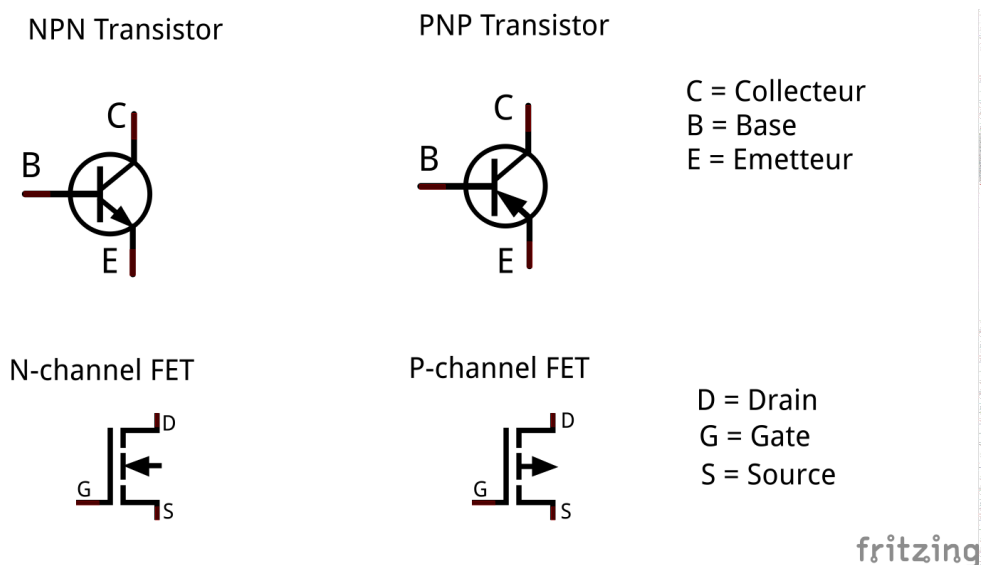 NPN Transistor
PNP Transistor
C
B
E
C
B
E
C = Collecteur
B = Base
E = Emetteur
N-channel FET
P-channel FET
D
G
S
D
G
S
D = Drain
G = Gate
S = Source
fritzing